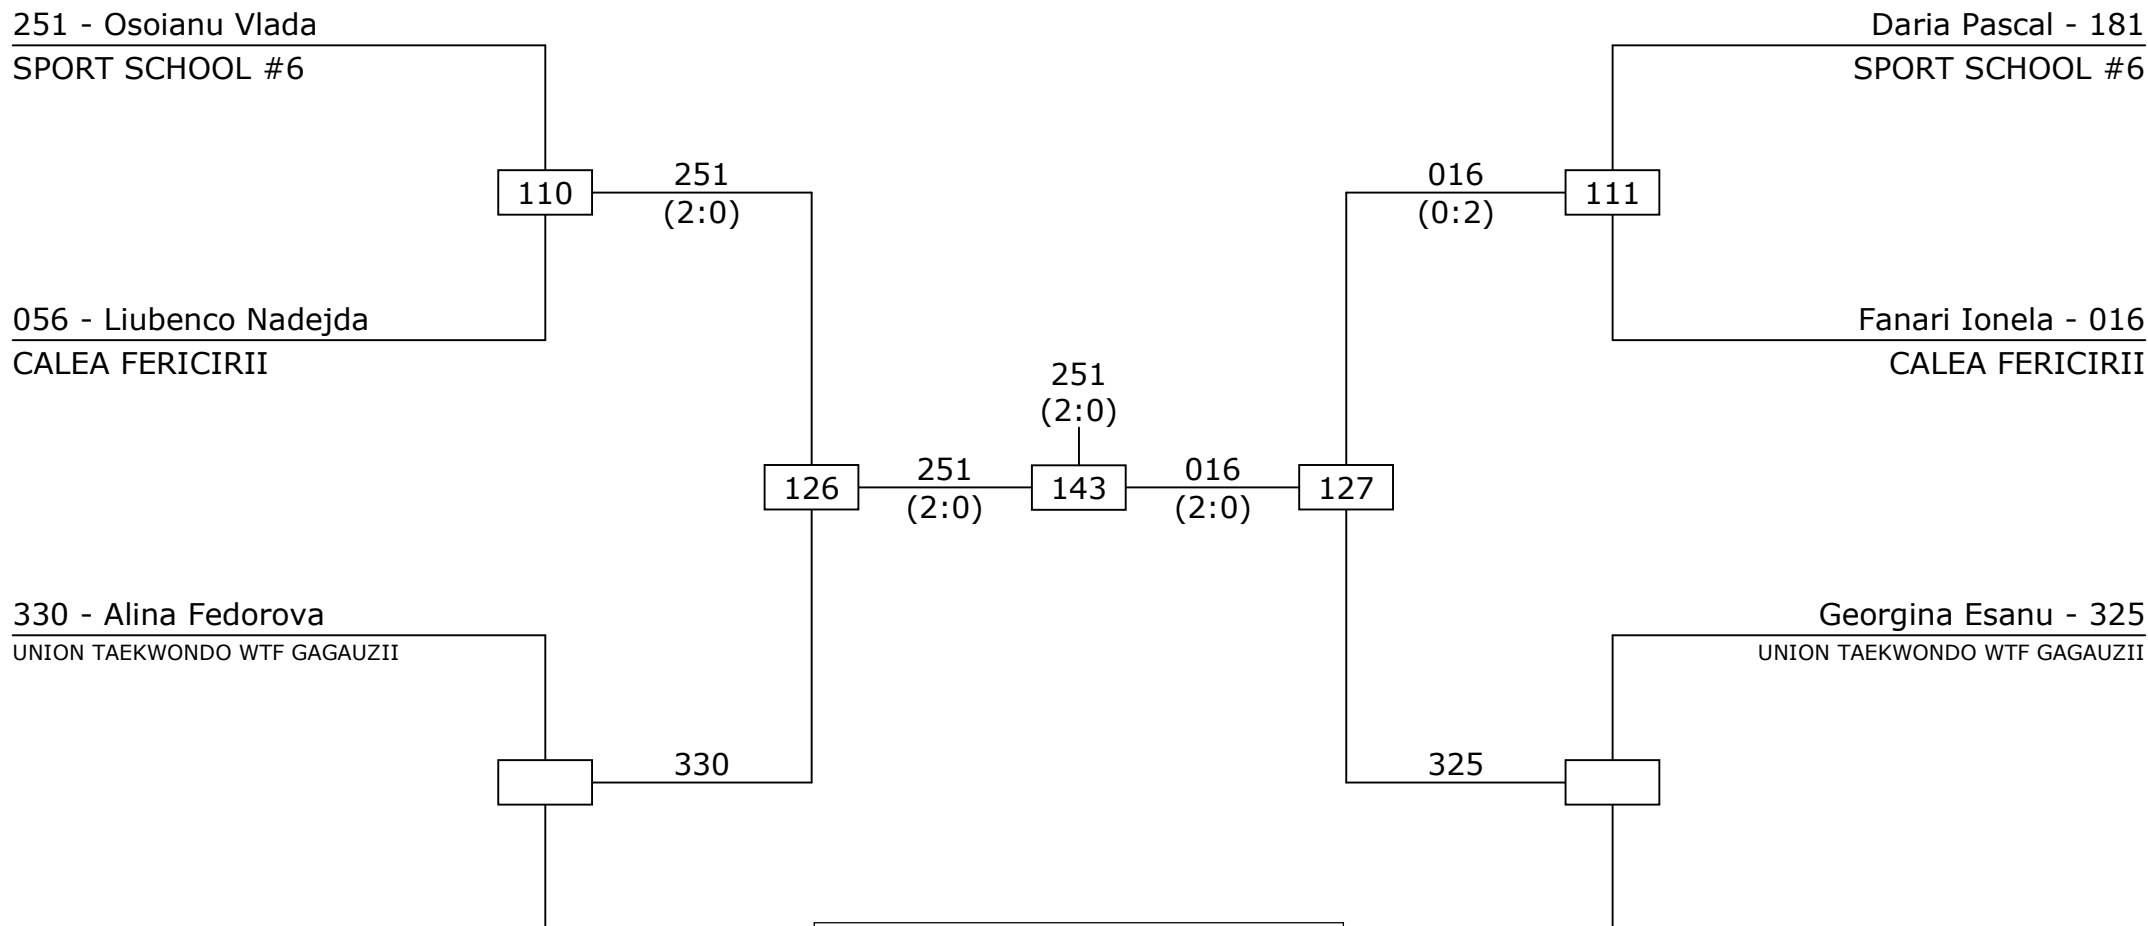 251 - Osoianu Vlada
SPORT SCHOOL #6
Daria Pascal - 181
SPORT SCHOOL #6
110
251
(2:0)
016
(0:2)
111
056 - Liubenco Nadejda
CALEA FERICIRII
Fanari Ionela - 016
CALEA FERICIRII
251
(2:0)
126
251
(2:0)
143
016
(2:0)
127
330 - Alina Fedorova
UNION TAEKWONDO WTF GAGAUZII
Georgina Esanu - 325
UNION TAEKWONDO WTF GAGAUZII
330
325